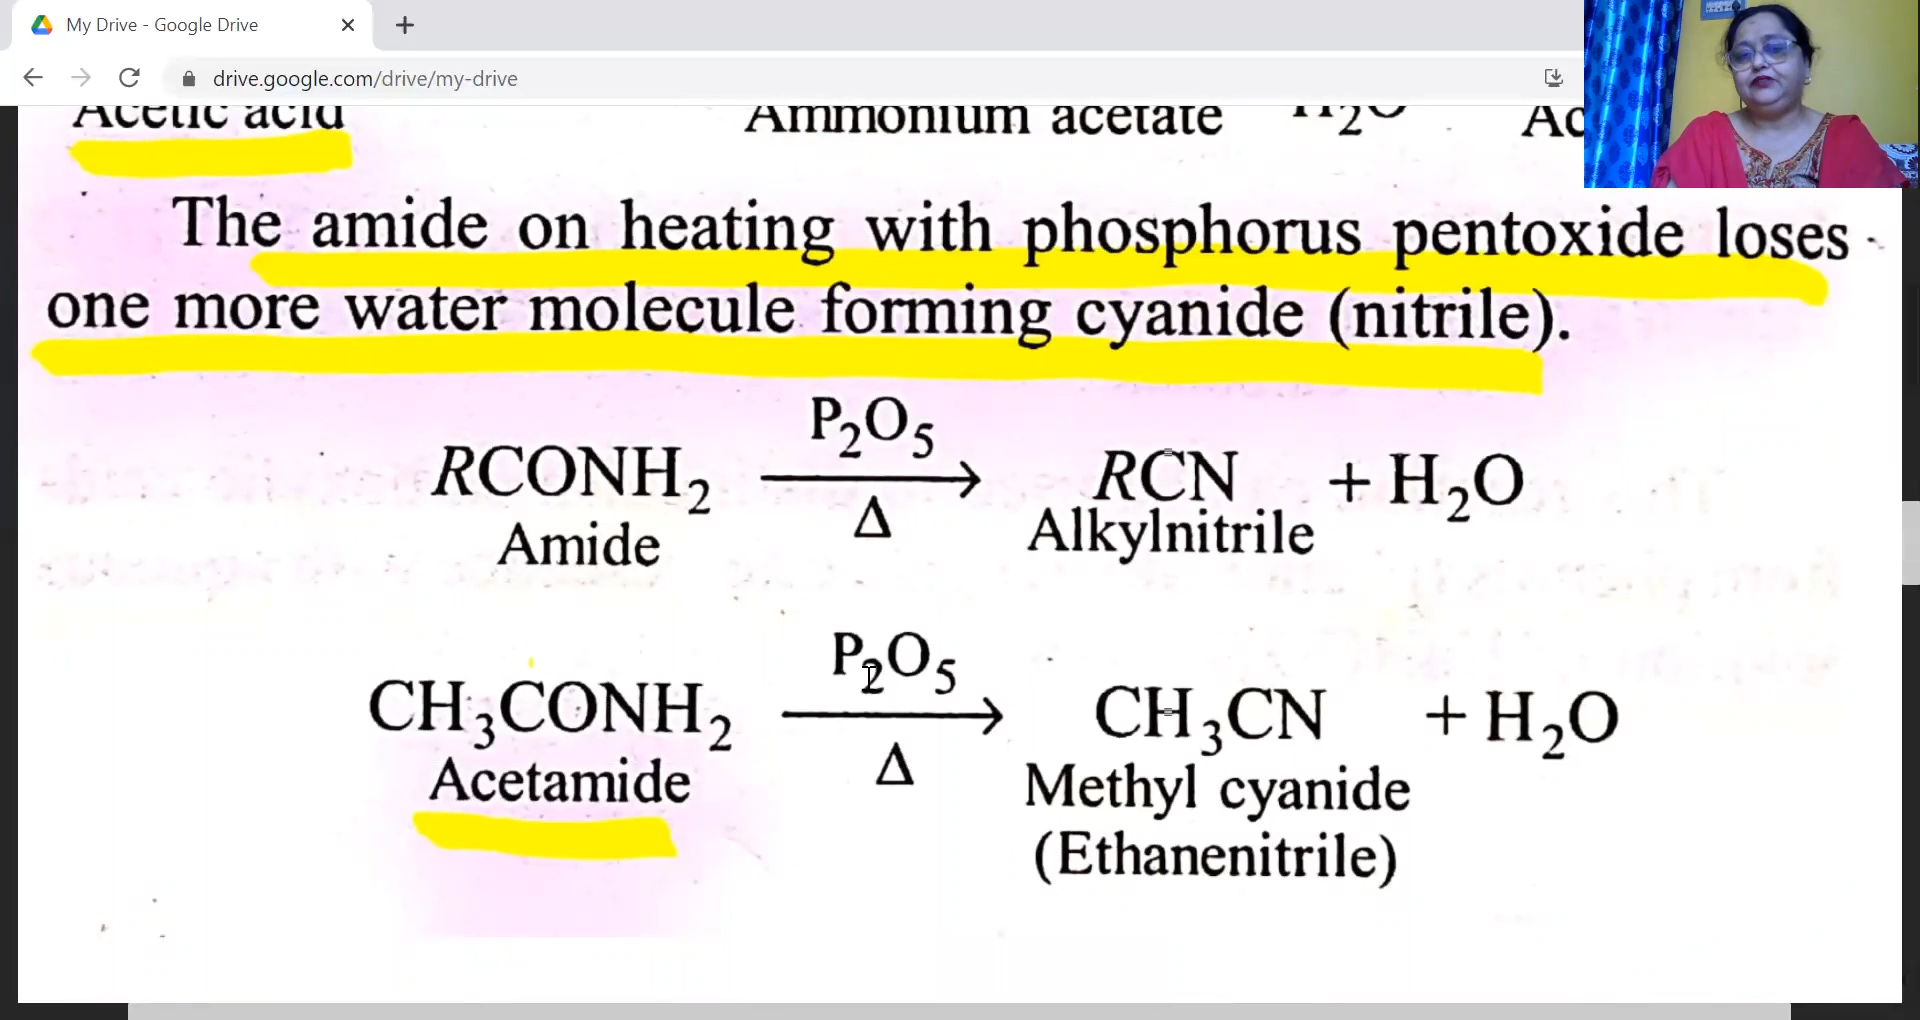 My Drive - Google Drive
drive.google.com/drive/my-drive
Acetic acid Ammonium acetate H₂O
The amide on heating with phosphorus pentoxide loses
one more water molecule forming cyanide (nitrile).
P₂O₅
RCONH₂ ⟶ RCN + H₂O
Δ
Amide Alkylnitrile
P₂O₅
CH₃CONH₂ ⟶ CH₃CN + H₂O
Δ
Acetamide Methyl cyanide
(Ethanenitrile)